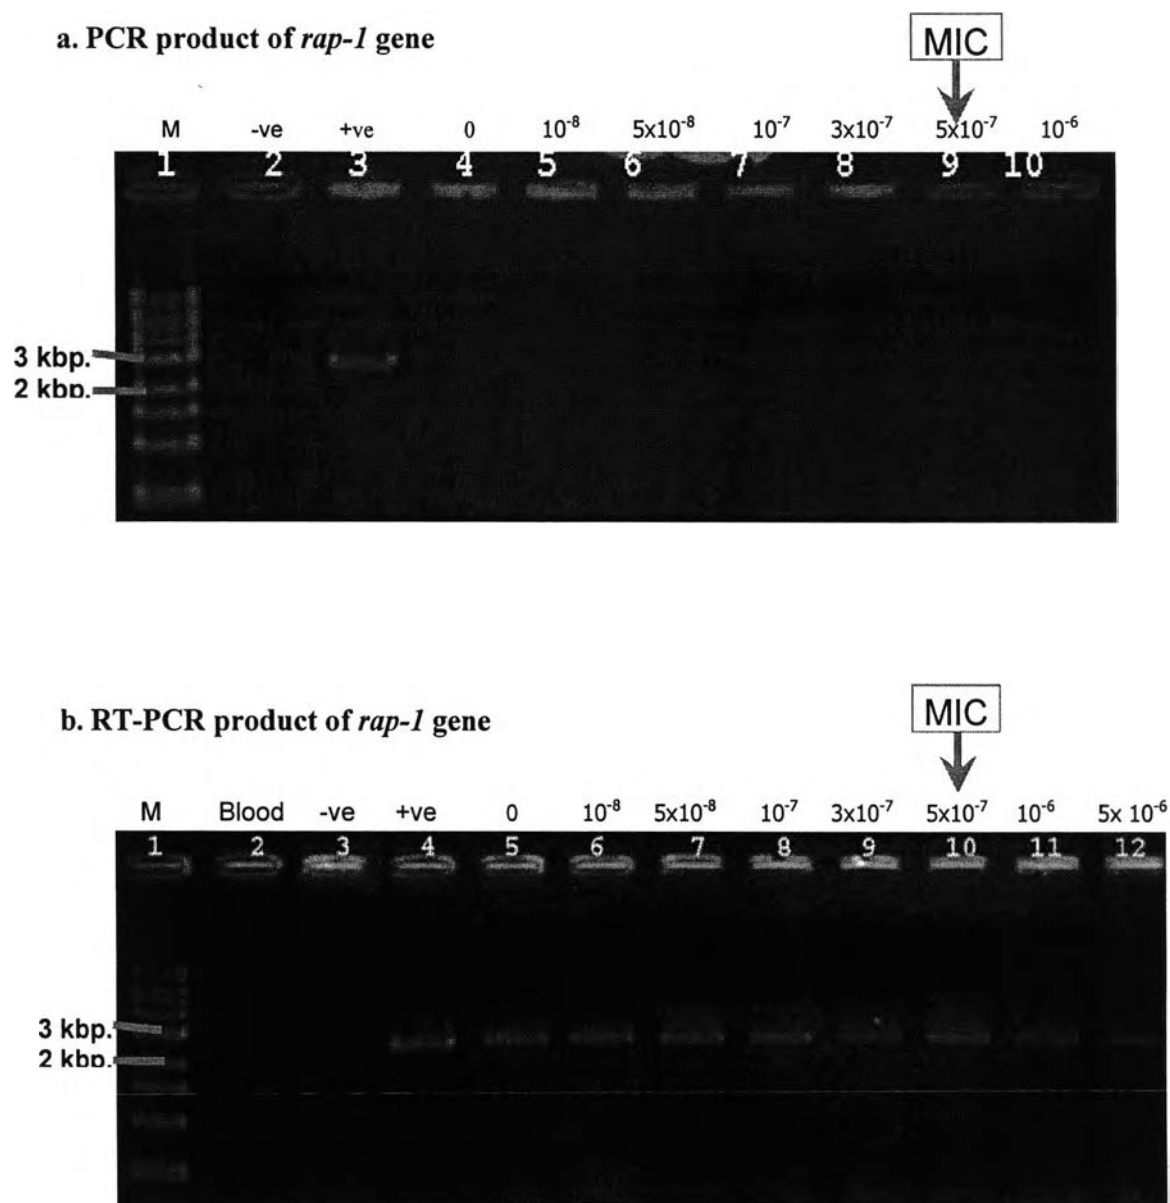 a. PCR product of rap-1 gene
MIC
M -ve +ve 0 10⁻⁸ 5x10⁻⁸ 10⁻⁷ 3x10⁻⁷ 5x10⁻⁷ 10⁻⁶
1 2 3 4 5 6 7 8 9 10
3 kbp.
2 kbp.
b. RT-PCR product of rap-1 gene
MIC
M Blood -ve +ve 0 10⁻⁸ 5x10⁻⁸ 10⁻⁷ 3x10⁻⁷ 5x10⁻⁷ 10⁻⁶ 5x 10⁻⁶
1 2 3 4 5 6 7 8 9 10 11 12
3 kbp.
2 kbp.